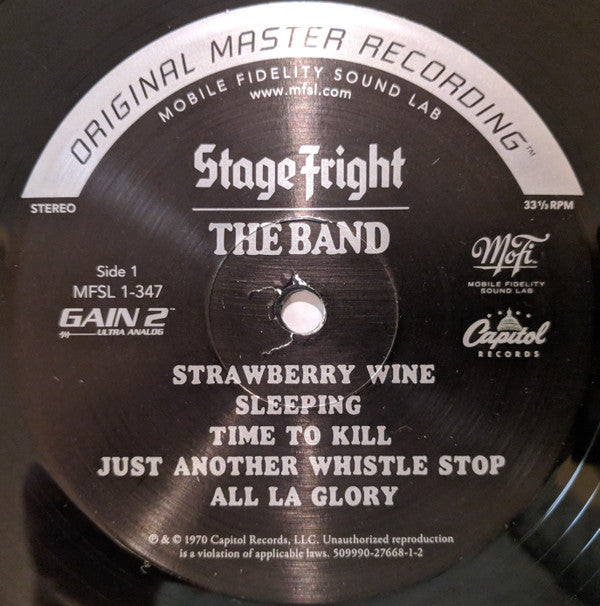 ORIGINAL MASTER RECORDING™
MOBILE FIDELITY SOUND LAB
www.mfsl.com
Stage Fright
STEREO
33⅓ RPM
THE BAND
Side 1
MFSL 1-347
GAIN 2™
ULTRA ANALOG
MoFi
MOBILE FIDELITY
SOUND LAB
Capitol
RECORDS
STRAWBERRY WINE
SLEEPING
TIME TO KILL
JUST ANOTHER WHISTLE STOP
ALL LA GLORY
℗ & © 1970 Capitol Records, LLC. Unauthorized reproduction
is a violation of applicable laws. 509990-27668-1-2